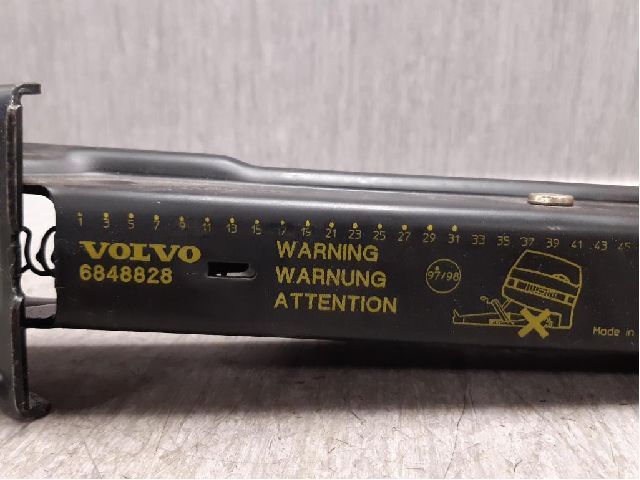 1 3 5 7 9 11 13 15 17 19 21 23 25 27 29 31 33 35 37 39 41 43 45
VOLVO
6848828
WARNING
WARNUNG
ATTENTION
97/98
Made in